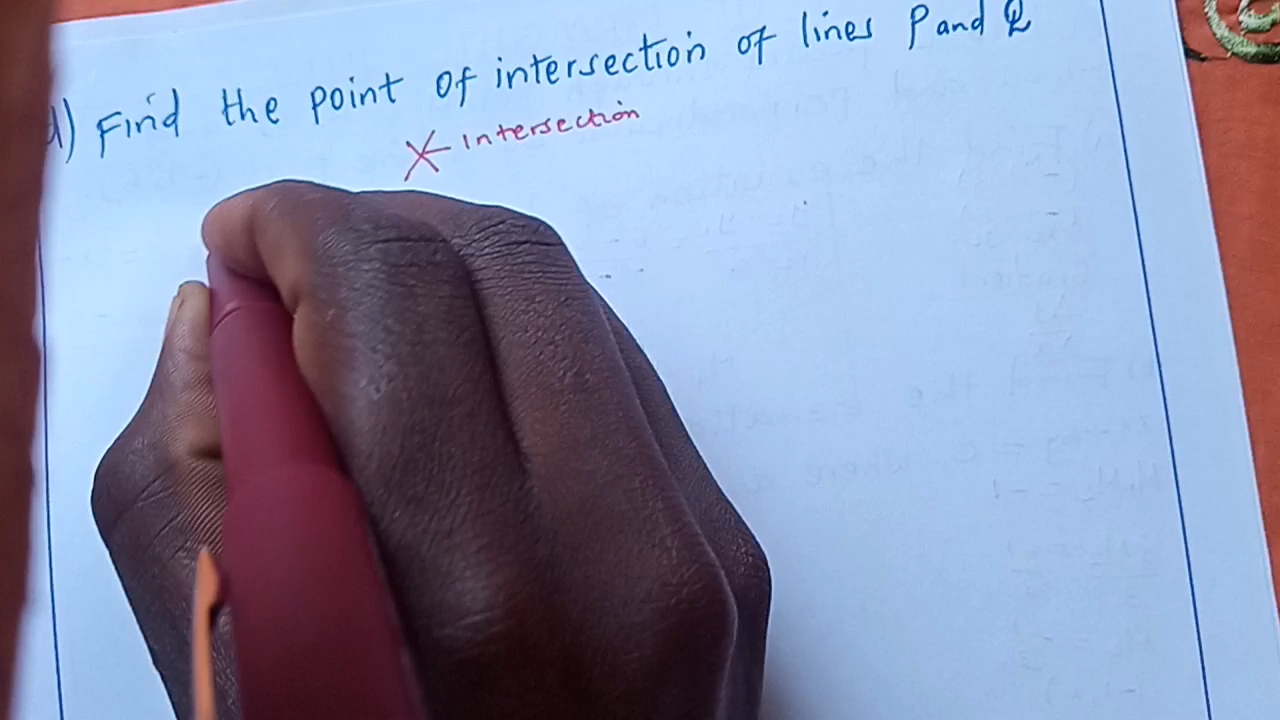 d) Find the point of intersection of lines P and Q
intersection